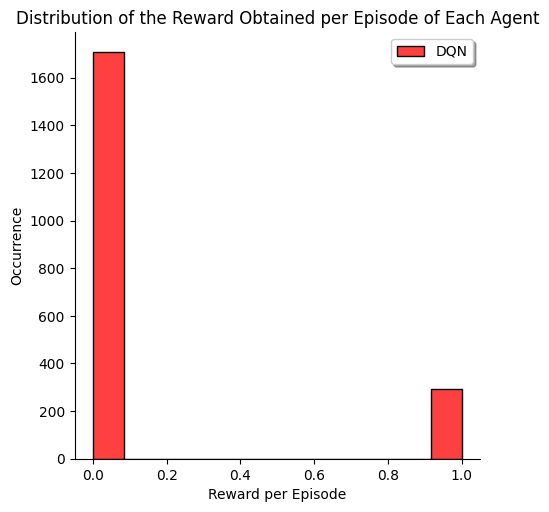 Distribution of the Reward Obtained per Episode of Each Agent
DQN
1600
1400
1200
1000
800
600
400
200
0
Occurrence
0.0 0.2 0.4 0.6 0.8 1.0
Reward per Episode